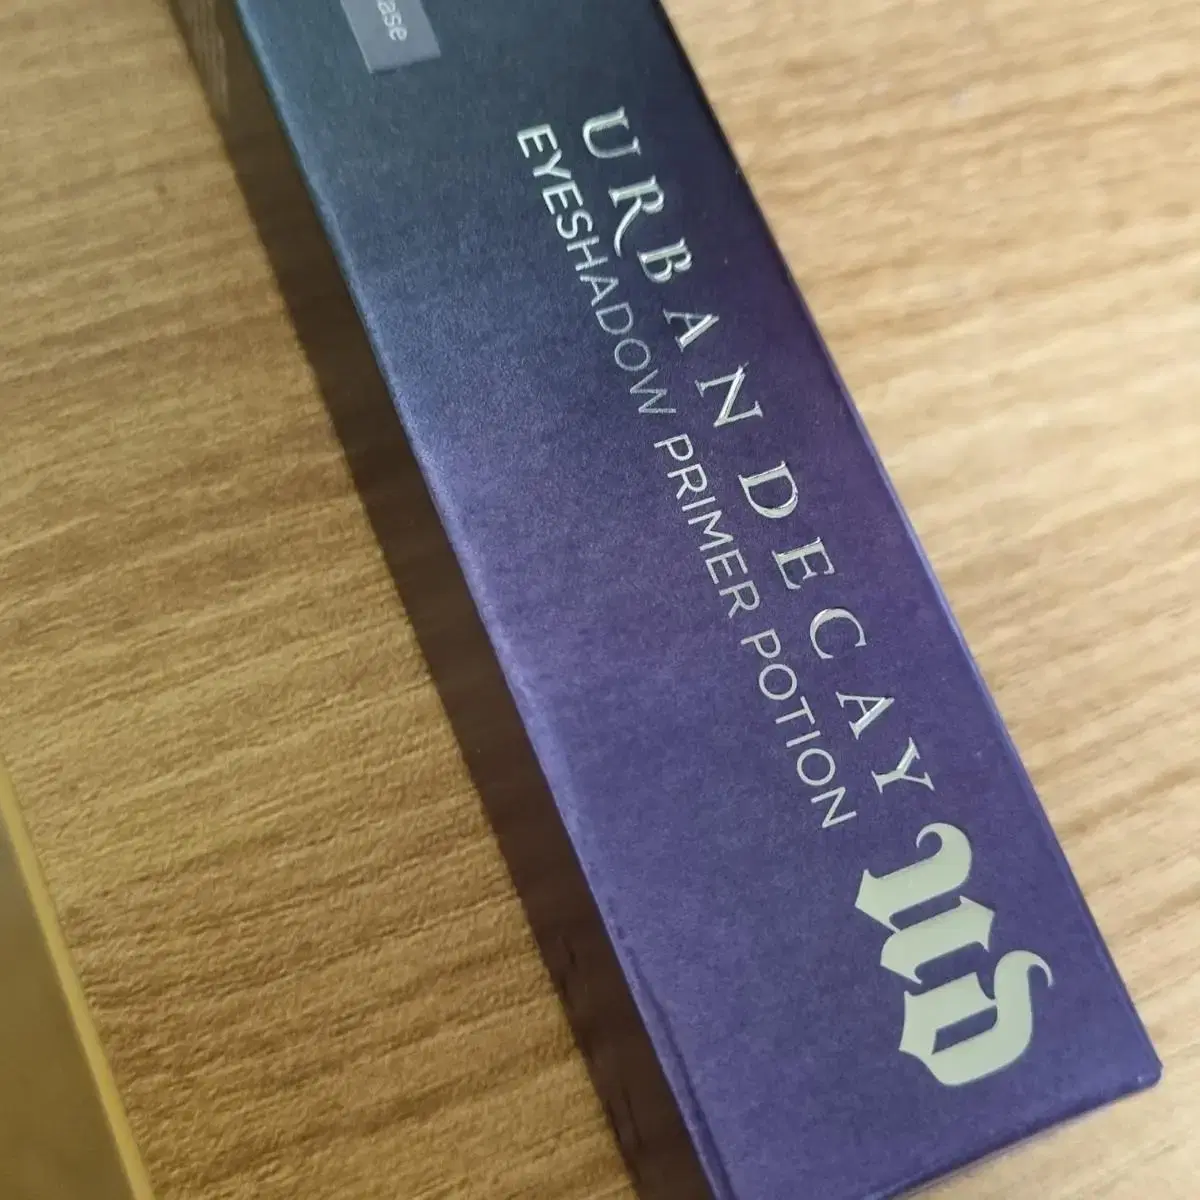 URBAN DECAY
EYESHADOW PRIMER POTION
UD